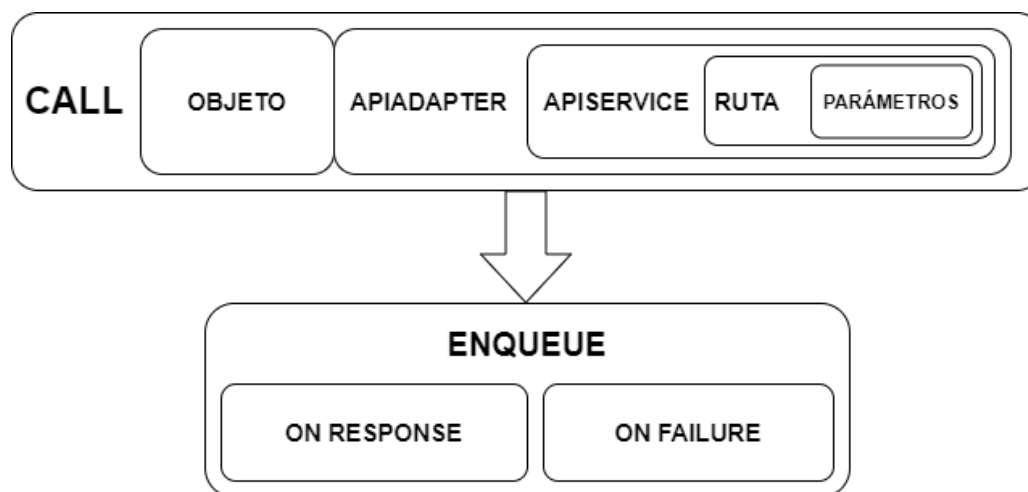 CALL
OBJETO
APIADAPTER
APISERVICE
RUTA
PARÁMETROS
ENQUEUE
ON RESPONSE
ON FAILURE